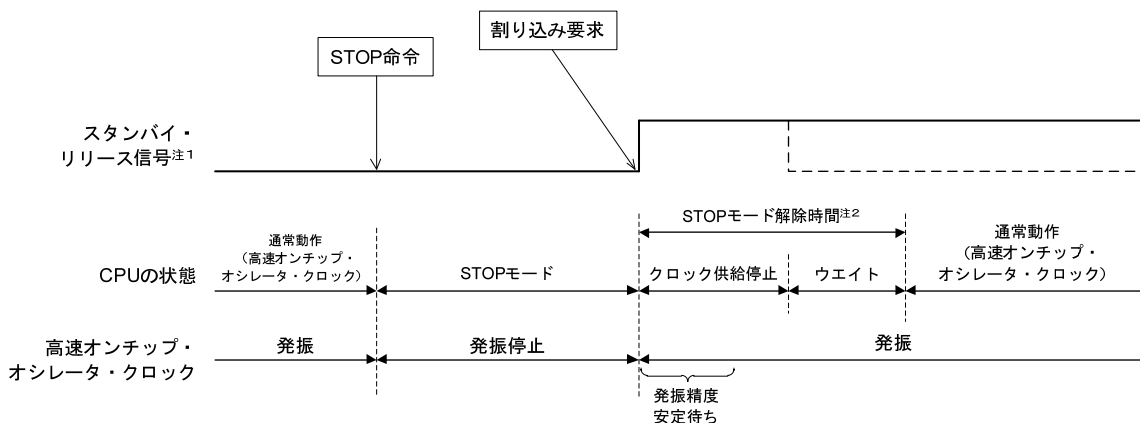 割り込み要求
STOP命令
スタンバイ・
リリース信号注1
STOPモード解除時間注2
通常動作
(高速オンチップ・
オシレータ・クロック)
通常動作
(高速オンチップ・
オシレータ・クロック)
CPUの状態
STOPモード
クロック供給停止
ウエイト
高速オンチップ・
オシレータ・クロック
発振
発振停止
発振
発振精度
安定待ち